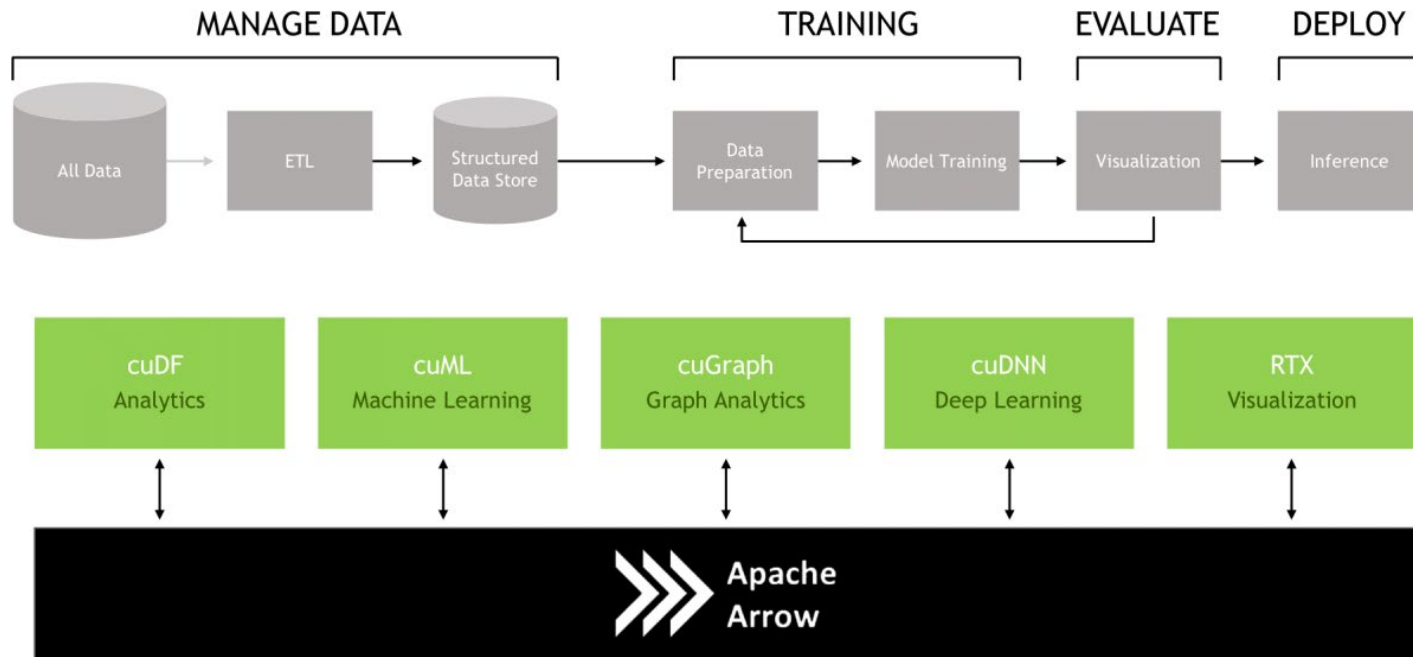 MANAGE DATA
TRAINING
EVALUATE
DEPLOY
All Data
ETL
Structured
Data Store
Data
Preparation
Model Training
Visualization
Inference
cuDF
Analytics
cuML
Machine Learning
cuGraph
Graph Analytics
cuDNN
Deep Learning
RTX
Visualization
Apache
Arrow